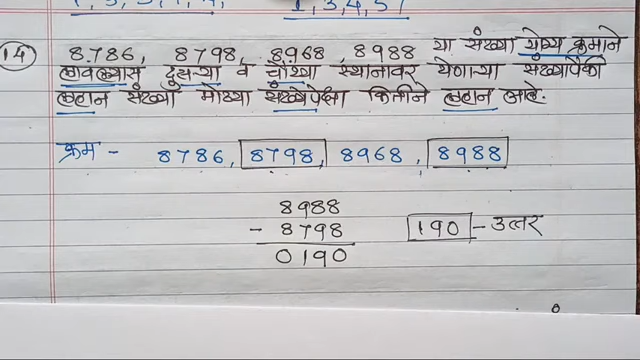 14) 8786, 8798, 8968, 8988 या संख्या योग्य क्रमाने
लावल्यास दुसऱ्या व चौथ्या स्थानावर येणाऱ्या संख्यापैकी
लहान संख्या मोठ्या संख्येपेक्षा कितीने लहान आहे.
क्रम - 8786, 8798, 8968, 8988
8988
- 8798
190 - उत्तर
0190